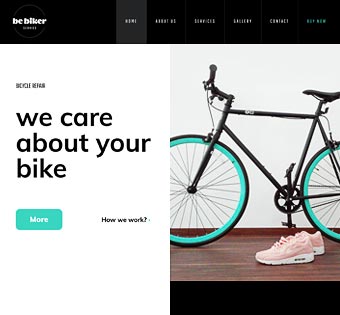 be biker
SERVICE
HOME
ABOUT US
SERVICES
GALLERY
CONTACT
BUY NOW
BICYCLE REPAIR
we care
about your
bike
More
How we work? ›